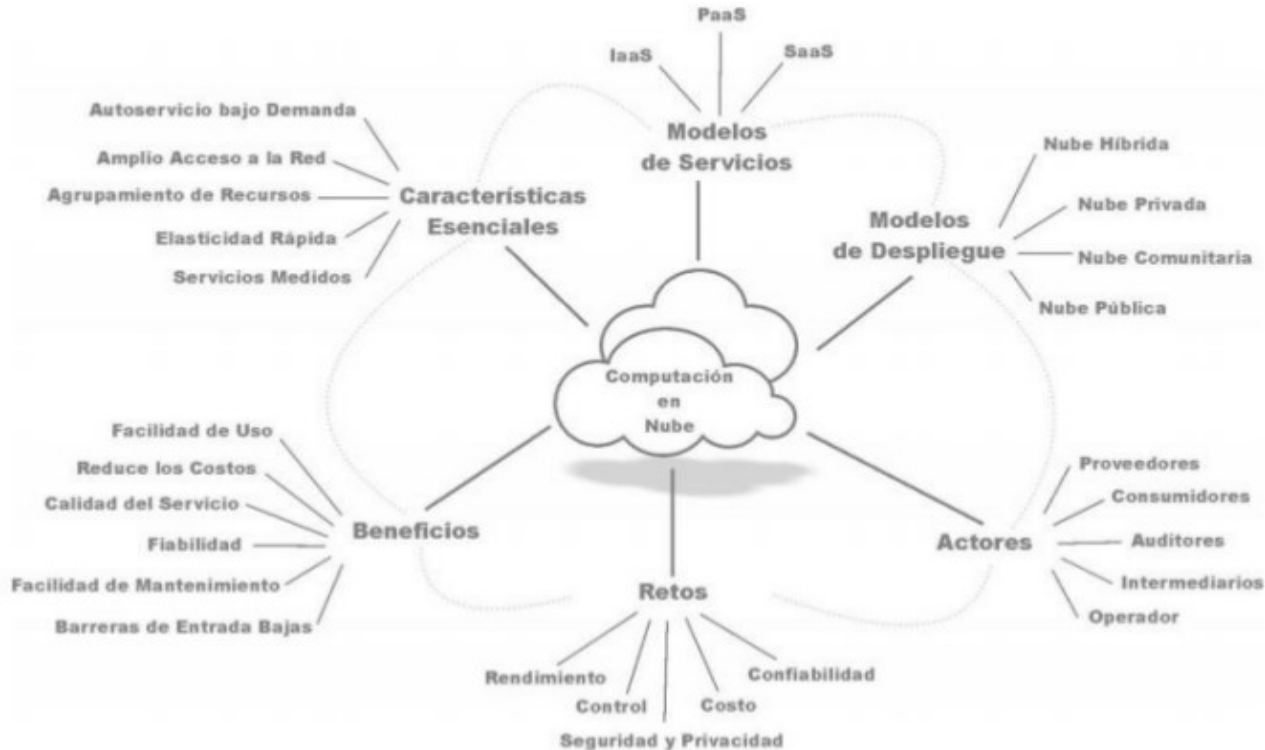 PaaS
IaaS
SaaS
Modelos
de Servicios
Autoservicio bajo Demanda
Amplio Acceso a la Red
Agrupamiento de Recursos
Elasticidad Rápida
Servicios Medidos
Característísticas
Esenciales
Nube Híbrida
Nube Privada
Nube Comunitaria
Nube Pública
Modelos
de Despliegue
Computación
en
Nube
Facilidad de Uso
Reduce los Costos
Calidad del Servicio
Fiabilidad
Facilidad de Mantenimiento
Barreras de Entrada Bajas
Beneficios
Proveedores
Consumidores
Auditores
Intermediarios
Operador
Actores
Retos
Rendimiento
Control
Seguridad y Privacidad
Costo
Confiabilidad